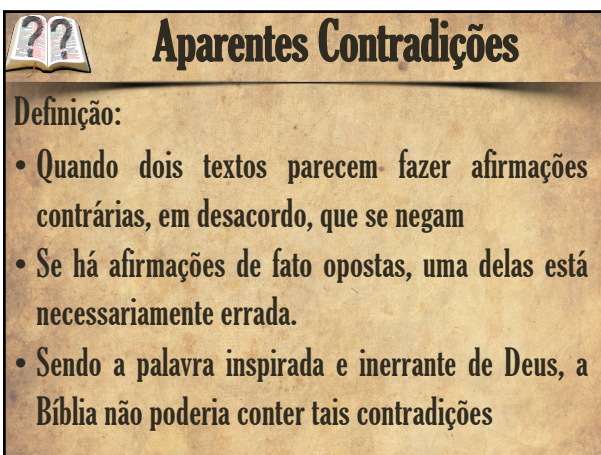 ??
Aparentes Contradições
Definição:
• Quando dois textos parecem fazer afirmações
contrárias, em desacordo, que se negam
• Se há afirmações de fato opostas, uma delas está
necessariamente errada.
• Sendo a palavra inspirada e inerrante de Deus, a
Bíblia não poderia conter tais contradições